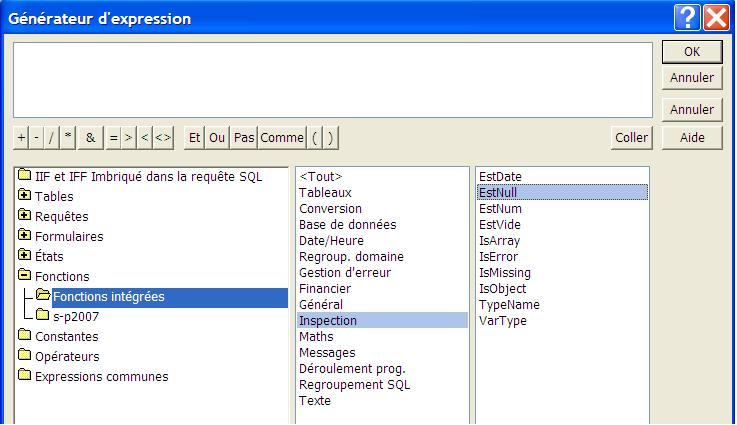 Générateur d'expression
OK
Annuler
Annuler
+ - / * & = > < <> Et Ou Pas Comme ( ) Coller Aide
IIF et IFF Imbriqué dans la requête SQL
Tables
Requêtes
Formulaires
États
Fonctions
Fonctions intégrées
s-p2007
Constantes
Opérateurs
Expressions communes
<Tout>
Tableaux
Conversion
Base de données
Date/Heure
Regroup. domaine
Gestion d'erreur
Financier
Général
Inspection
Maths
Messages
Déroulement prog.
Regroupement SQL
Texte
EstDate
EstNull
EstNum
EstVide
IsArray
IsError
IsMissing
IsObject
TypeName
VarType